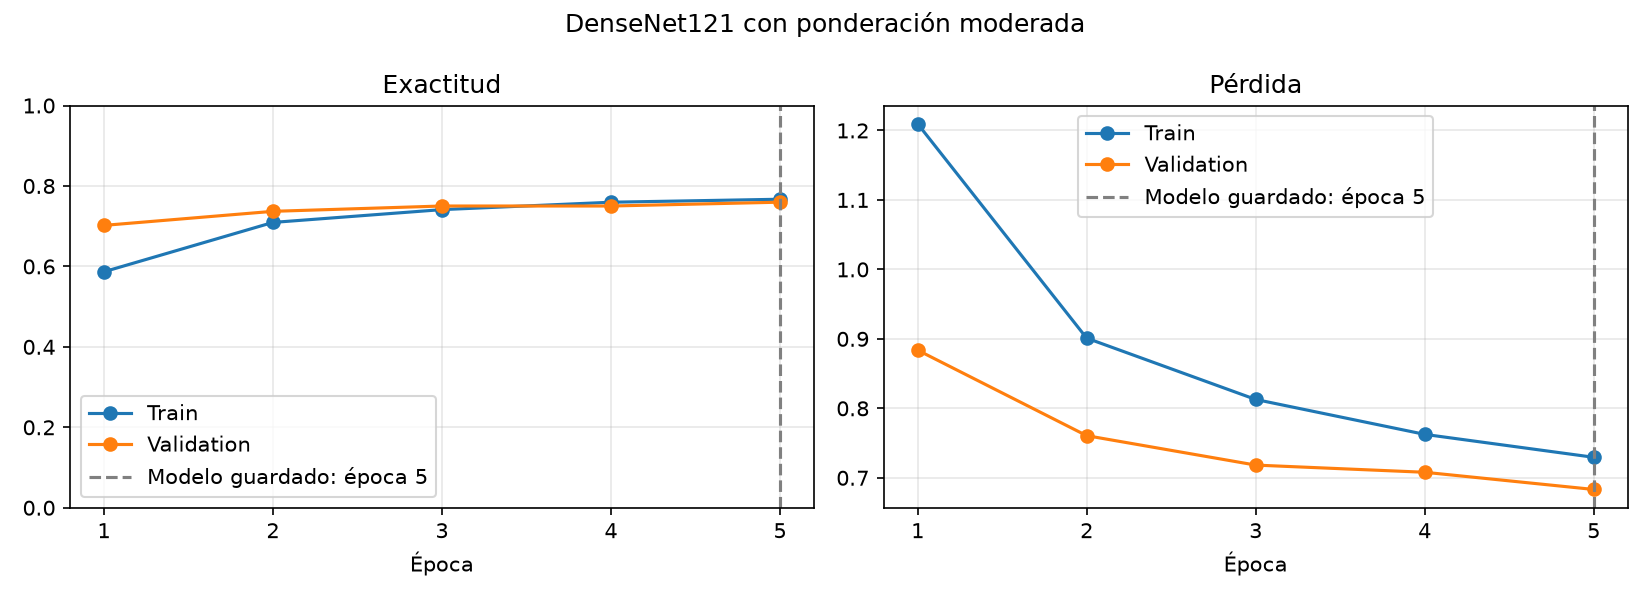 DenseNet121 con ponderación moderada
Exactitud
1.0
0.8
0.6
0.4
0.2
0.0
Train
Validation
Modelo guardado: época 5
1 2 3 4 5
Época
Pérdida
1.2
1.1
1.0
0.9
0.8
0.7
Train
Validation
Modelo guardado: época 5
1 2 3 4 5
Época